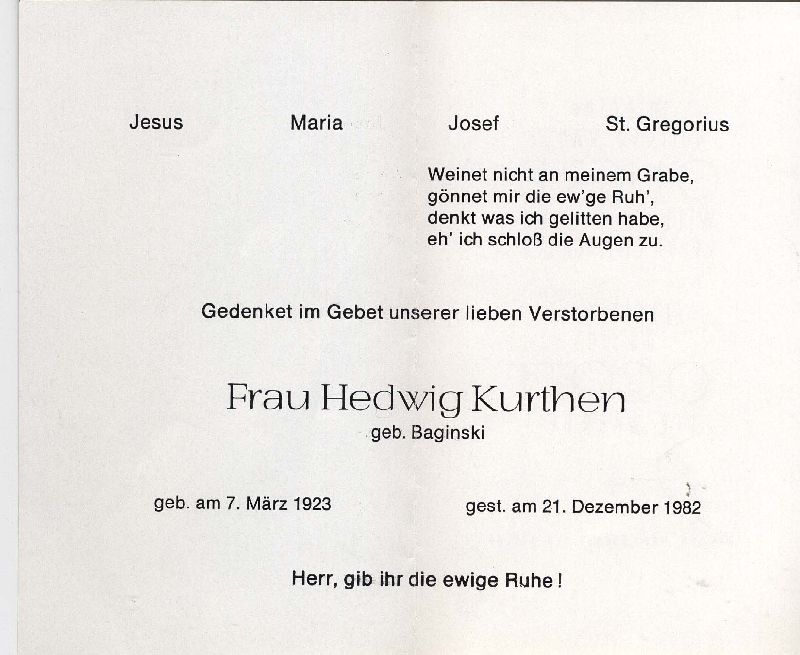 Jesus Maria Josef St. Gregorius
Weinet nicht an meinem Grabe,
gönnet mir die ew'ge Ruh',
denkt was ich gelitten habe,
eh' ich schloß die Augen zu.
Gedenket im Gebet unserer lieben Verstorbenen
Frau Hedwig Kurthen
geb. Baginski
geb. am 7. März 1923 gest. am 21. Dezember 1982
Herr, gib ihr die ewige Ruhe!